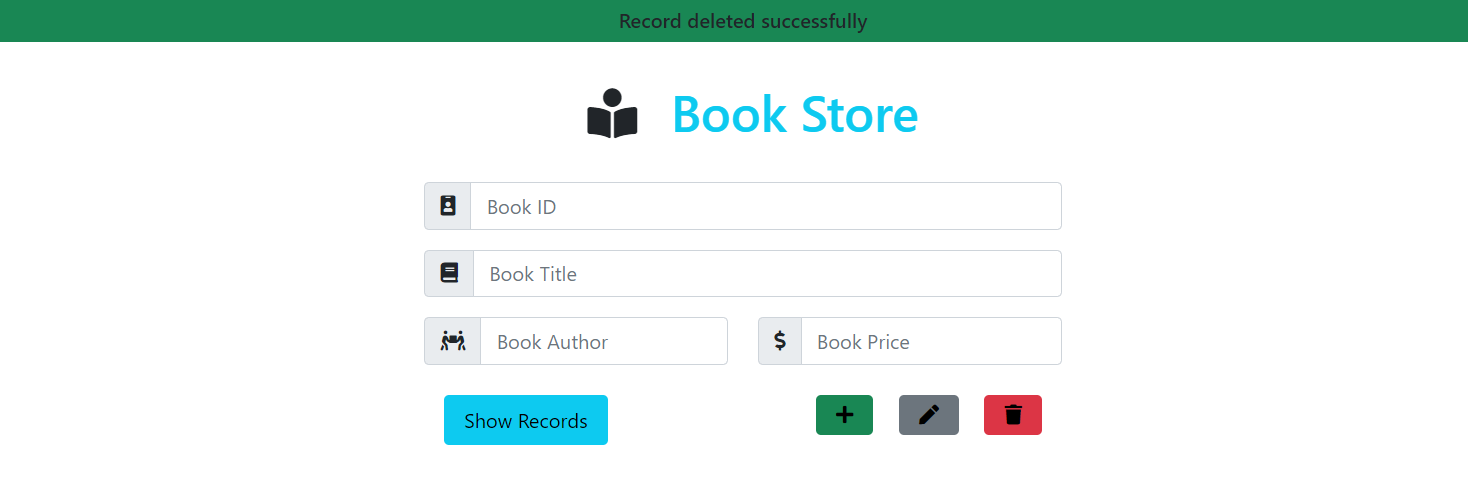 Record deleted successfully
Book Store
Book ID
Book Title
Book Author
Book Price
Show Records